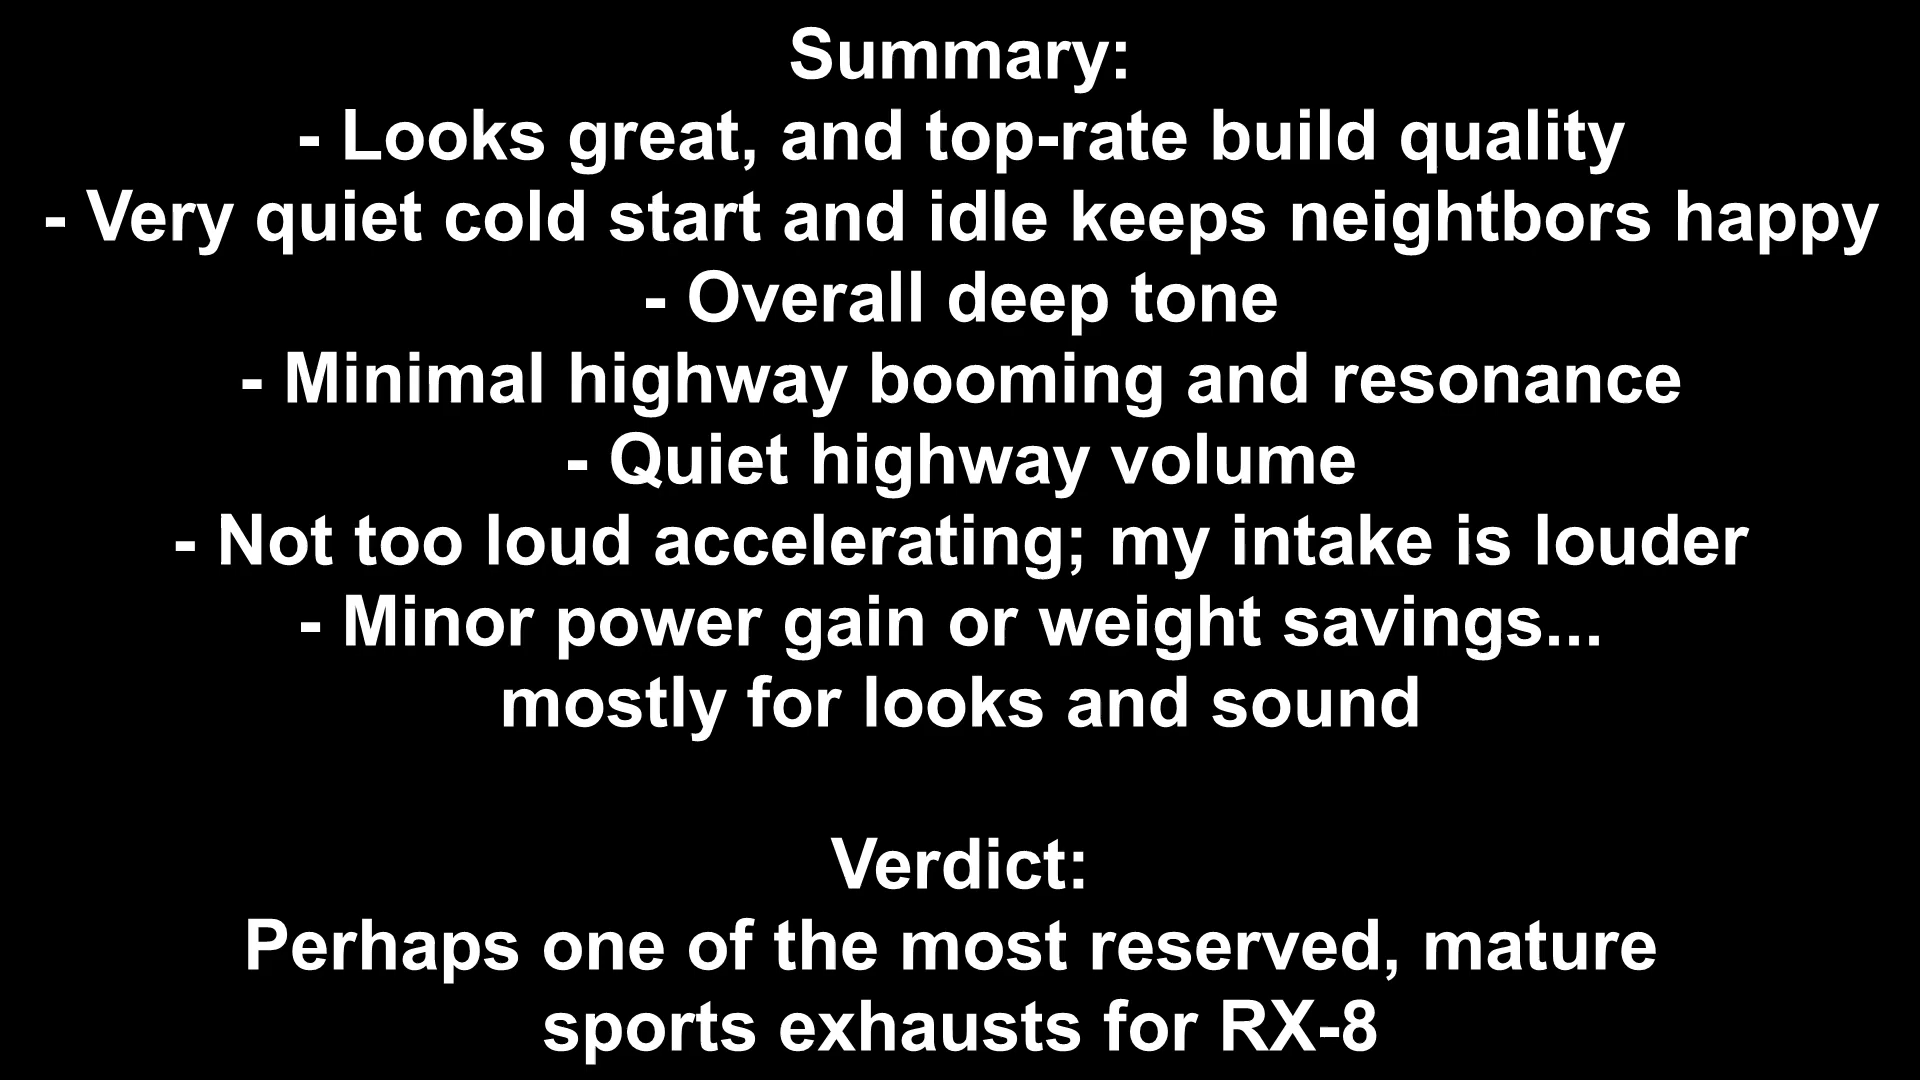 Summary:
- Looks great, and top-rate build quality
- Very quiet cold start and idle keeps neightbors happy
- Overall deep tone
- Minimal highway booming and resonance
- Quiet highway volume
- Not too loud accelerating; my intake is louder
- Minor power gain or weight savings...
mostly for looks and sound
Verdict:
Perhaps one of the most reserved, mature
sports exhausts for RX-8